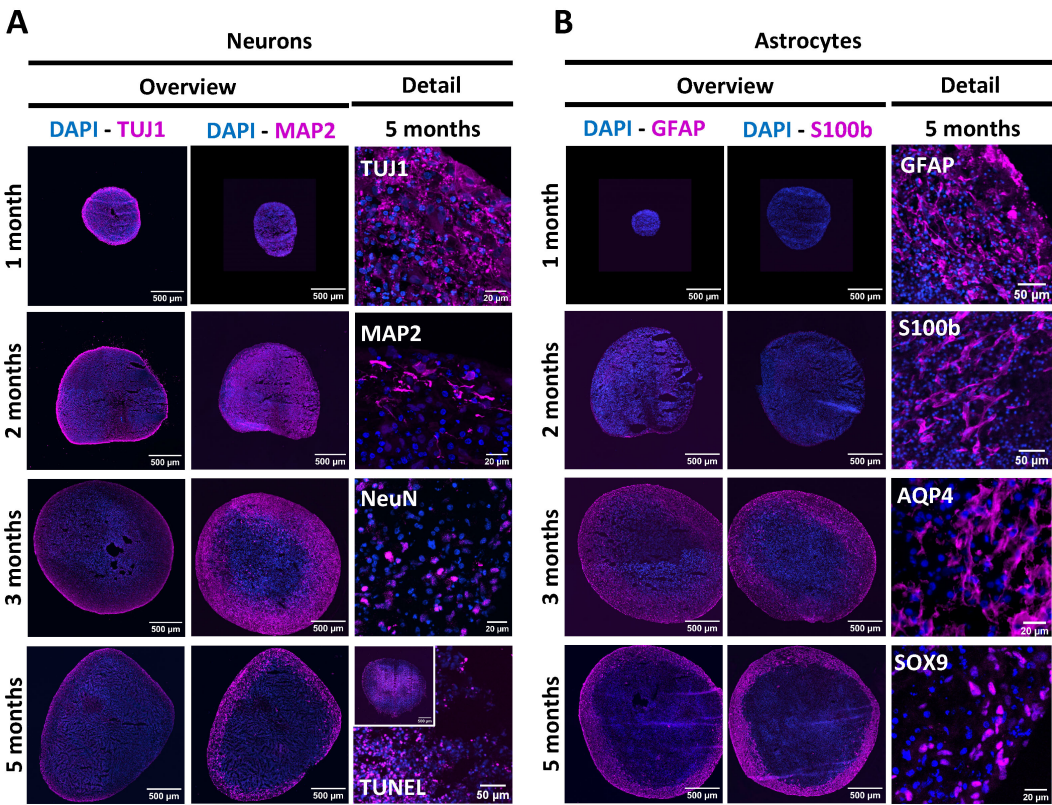 A
Neurons
Overview
Detail
DAPI - TUJ1
DAPI - MAP2
5 months
1 month
500 µm
500 µm
TUJ1
20 µm
2 months
500 µm
500 µm
MAP2
20 µm
3 months
500 µm
500 µm
NeuN
20 µm
5 months
500 µm
500 µm
500 µm
TUNEL
50 µm
B
Astrocytes
Overview
Detail
DAPI - GFAP
DAPI - S100b
5 months
1 month
500 µm
500 µm
GFAP
50 µm
2 months
500 µm
500 µm
S100b
50 µm
3 months
500 µm
500 µm
AQP4
20 µm
5 months
500 µm
500 µm
SOX9
20 µm